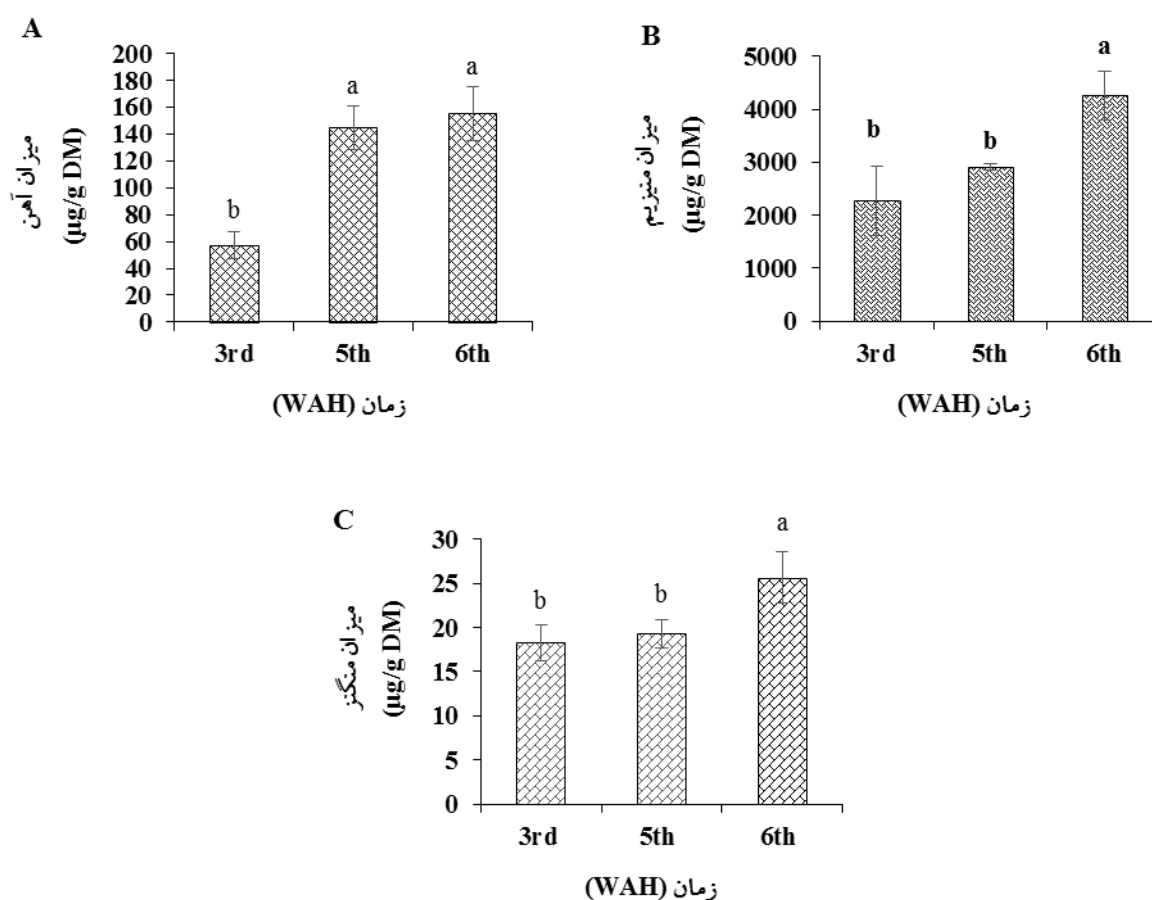 A
میزان آهن
(µg/g DM)
200
180
160
140
120
100
80
60
40
20
0
b
a
a
3rd 5th 6th
زمان (WAH)
B
میزان منیزیم
(µg/g DM)
5000
4000
3000
2000
1000
0
b
b
a
3rd 5th 6th
زمان (WAH)
C
میزان منگنز
(µg/g DM)
30
25
20
15
10
5
0
b
b
a
3rd 5th 6th
زمان (WAH)